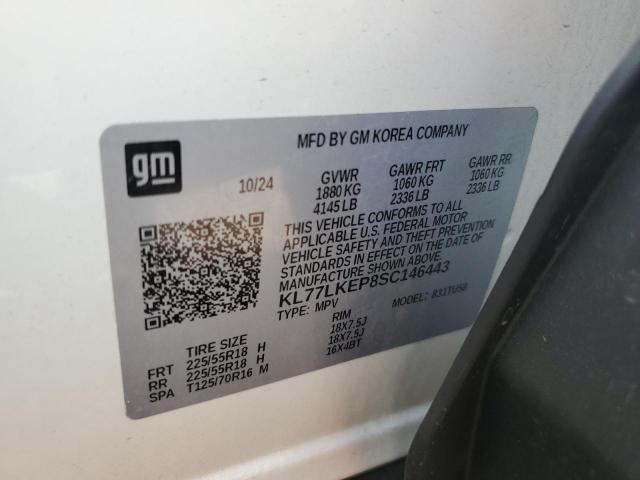 gm
MFD BY GM KOREA COMPANY
10/24
GVWR GAWR FRT GAWR RR
1880 KG 1060 KG 1060 KG
4145 LB 2336 LB 2336 LB
THIS VEHICLE CONFORMS TO ALL
APPLICABLE U.S. FEDERAL MOTOR
VEHICLE SAFETY AND THEFT PREVENTION
STANDARDS IN EFFECT ON THE DATE OF
MANUFACTURE SHOWN ABOVE.
KL77LKEP8SC146443
TYPE: MPV MODEL: 831TU58
TIRE SIZE RIM
FRT 225/55R18 H 18X7.5J
RR 225/55R18 H 18X7.5J
SPA T125/70R16 M 16X4BT